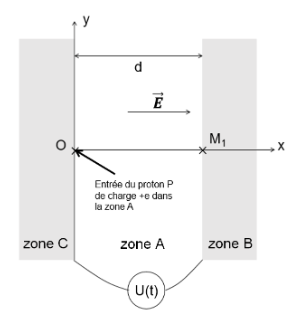 y
d
E
O
M₁
x
Entrée du proton P
de charge +e dans
la zone A
zone C
zone A
zone B
U(t)